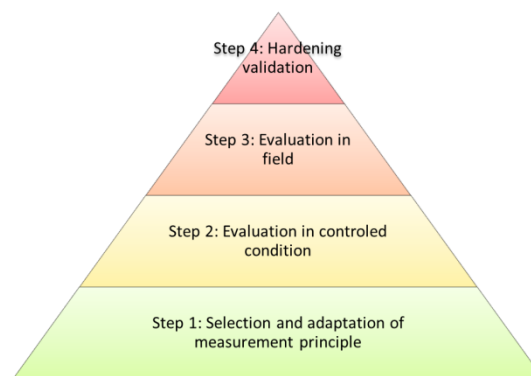 Step 4: Hardening
validation
Step 3: Evaluation in
field
Step 2: Evaluation in controled
condition
Step 1: Selection and adaptation of
measurement principle